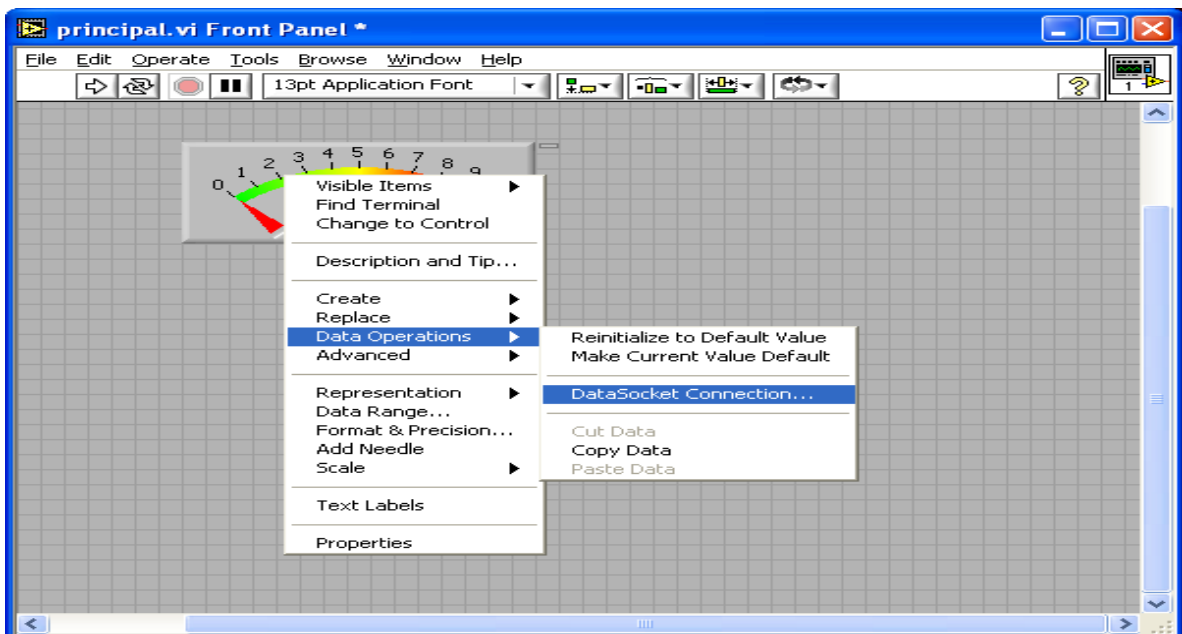 principal.vi Front Panel *
File Edit Operate Tools Browse Window Help
13pt Application Font
1
0 1 2 3 4 5 6 7 8 9
Visible Items
Find Terminal
Change to Control
Description and Tip...
Create
Replace
Data Operations
Advanced
Representation
Data Range...
Format & Precision...
Add Needle
Scale
Text Labels
Properties
Reinitialize to Default Value
Make Current Value Default
DataSocket Connection...
Cut Data
Copy Data
Paste Data